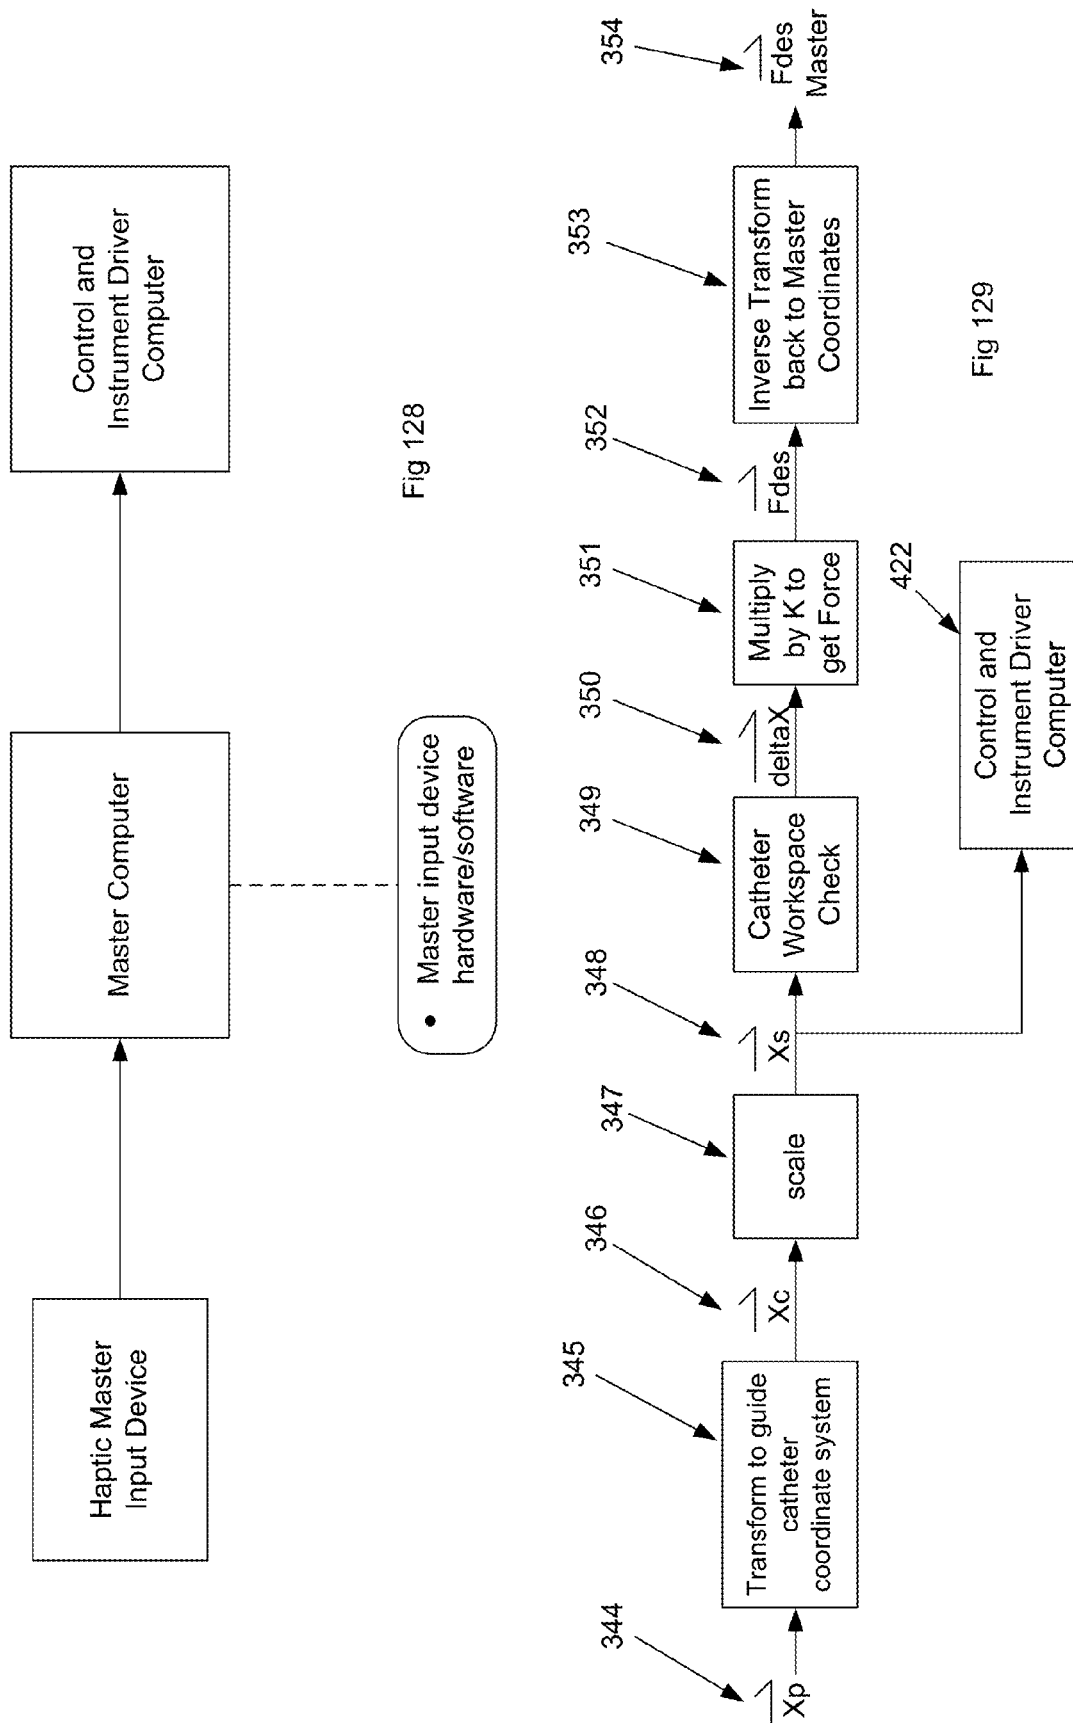 Haptic Master
Input Device
Master Computer
Control and
Instrument Driver
Computer
• Master input device
hardware/software
Fig 128
344
Xp
345
Transform to guide
catheter
coordinate system
346
Xc
347
scale
348
Xs
349
Catheter
Workspace
Check
350
deltaX
351
Multiply
by K to
get Force
352
Fdes
353
Inverse Transform
back to Master
Coordinates
354
Fdes
Master
422
Control and
Instrument Driver
Computer
Fig 129